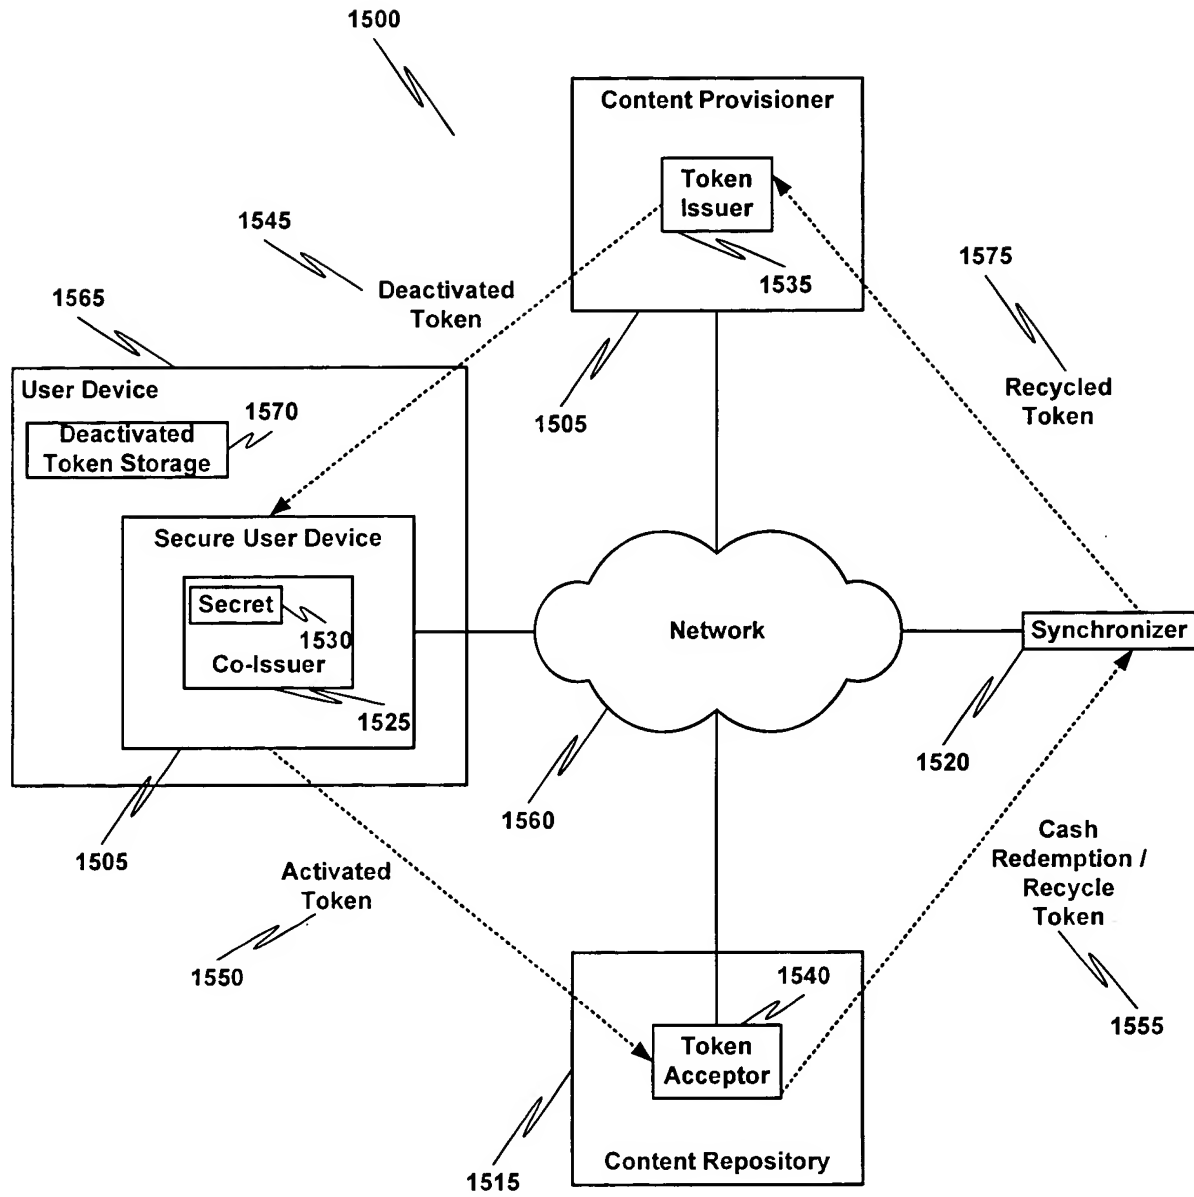 1500
Content Provisioner
Token
Issuer
1535
1545
Deactivated
Token
1575
Recycled
Token
1565
User Device
1570
Deactivated
Token Storage
1505
Secure User Device
Secret
1530
Co-Issuer
1525
Network
Synchronizer
1520
1560
1505
Activated
Token
1550
Cash
Redemption /
Recycle
Token
1555
1540
Token
Acceptor
Content Repository
1515